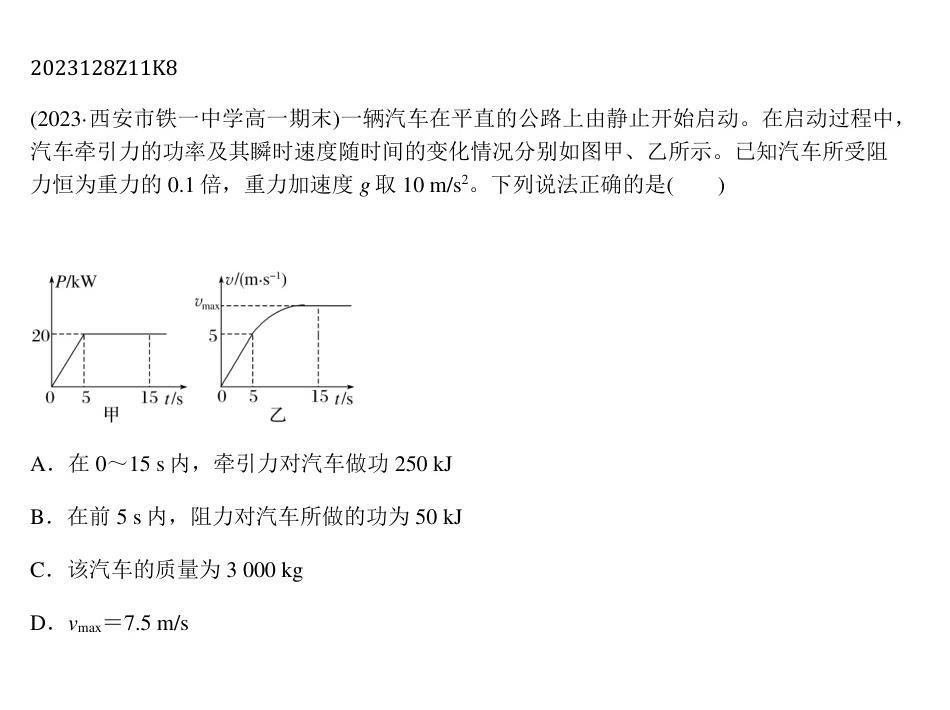 2023128Z11K8
(2023·西安市铁一中学高一期末)一辆汽车在平直的公路上由静止开始启动。在启动过程中，
汽车牵引力的功率及其瞬时速度随时间的变化情况分别如图甲、乙所示。已知汽车所受阻
力恒为重力的 0.1 倍，重力加速度 g 取 10 m/s²。下列说法正确的是(　　)
P/kW
20
0 5 15 t/s
甲
v/(m·s⁻¹)
vmax
5
0 5 15 t/s
乙
A．在 0～15 s 内，牵引力对汽车做功 250 kJ
B．在前 5 s 内，阻力对汽车所做的功为 50 kJ
C．该汽车的质量为 3 000 kg
D．vmax＝7.5 m/s